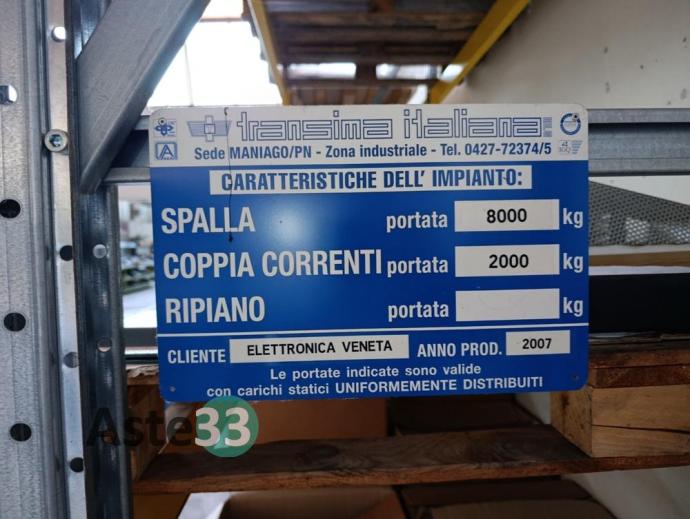 transima italiana
Sede MANIAGO/PN - Zona industriale - Tel. 0427-72374/5
CARATTERISTICHE DELL' IMPIANTO:
SPALLA portata 8000 kg
COPPIA CORRENTI portata 2000 kg
RIPIANO portata kg
CLIENTE ELETTRONICA VENETA ANNO PROD. 2007
Le portate indicate sono valide
con carichi statici UNIFORMEMENTE DISTRIBUITI
Aste33